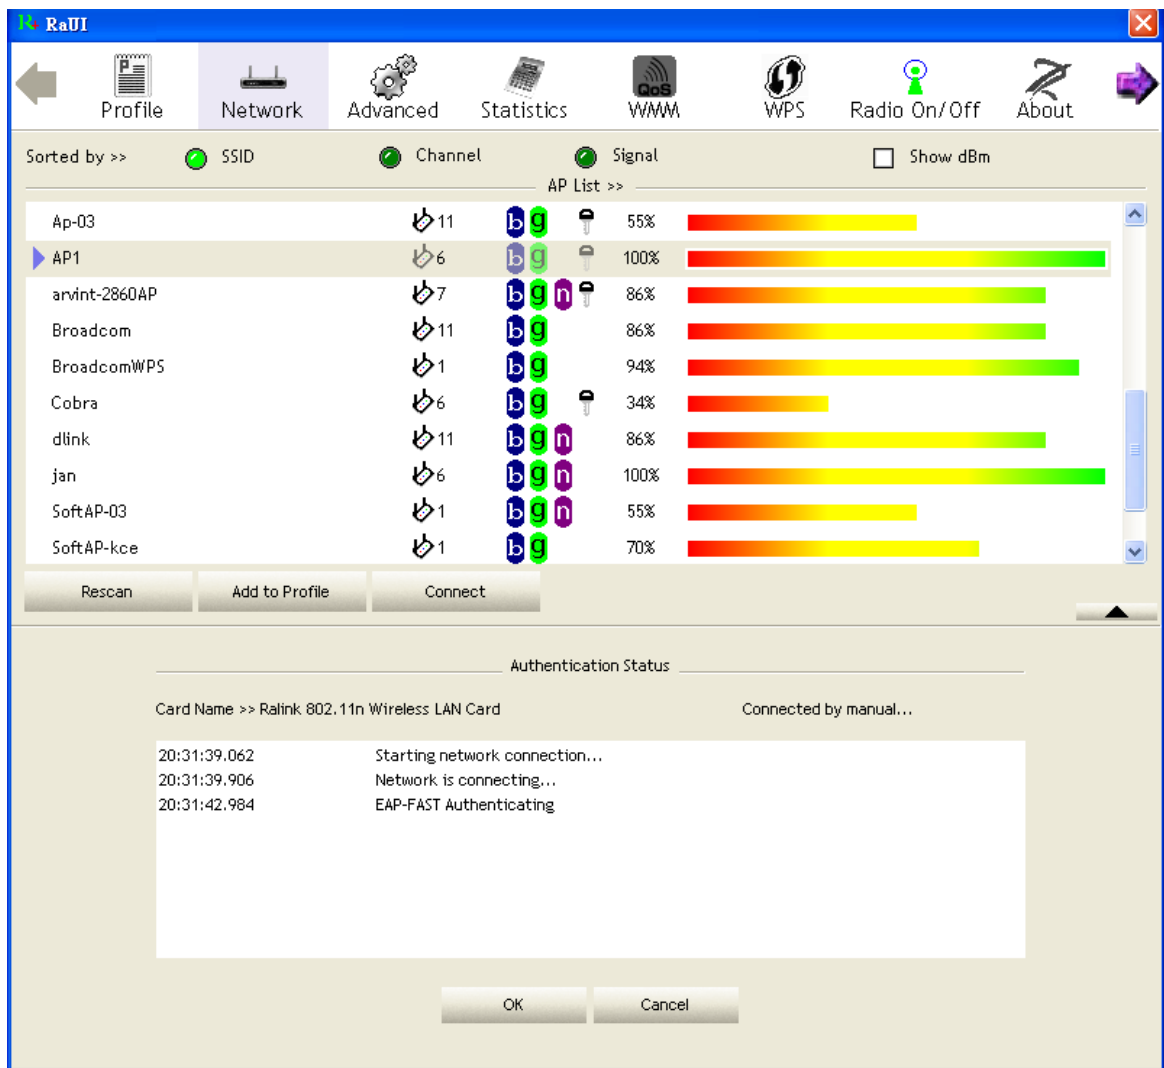 RaUI
Profile Network Advanced Statistics WMM WPS Radio On/Off About
Sorted by >> SSID Channel Signal Show dBm
AP List >>
Ap-03 11 b g 55%
AP1 6 b g 100%
arvint-2860AP 7 b g n 86%
Broadcom 11 b g 86%
BroadcomWPS 1 b g 94%
Cobra 6 b g 34%
dlink 11 b g n 86%
jan 6 b g n 100%
SoftAP-03 1 b g n 55%
SoftAP-kce 1 b g 70%
Rescan Add to Profile Connect
Authentication Status
Card Name >> Ralink 802.11n Wireless LAN Card Connected by manual...
20:31:39.062 Starting network connection...
20:31:39.906 Network is connecting...
20:31:42.984 EAP-FAST Authenticating
OK Cancel